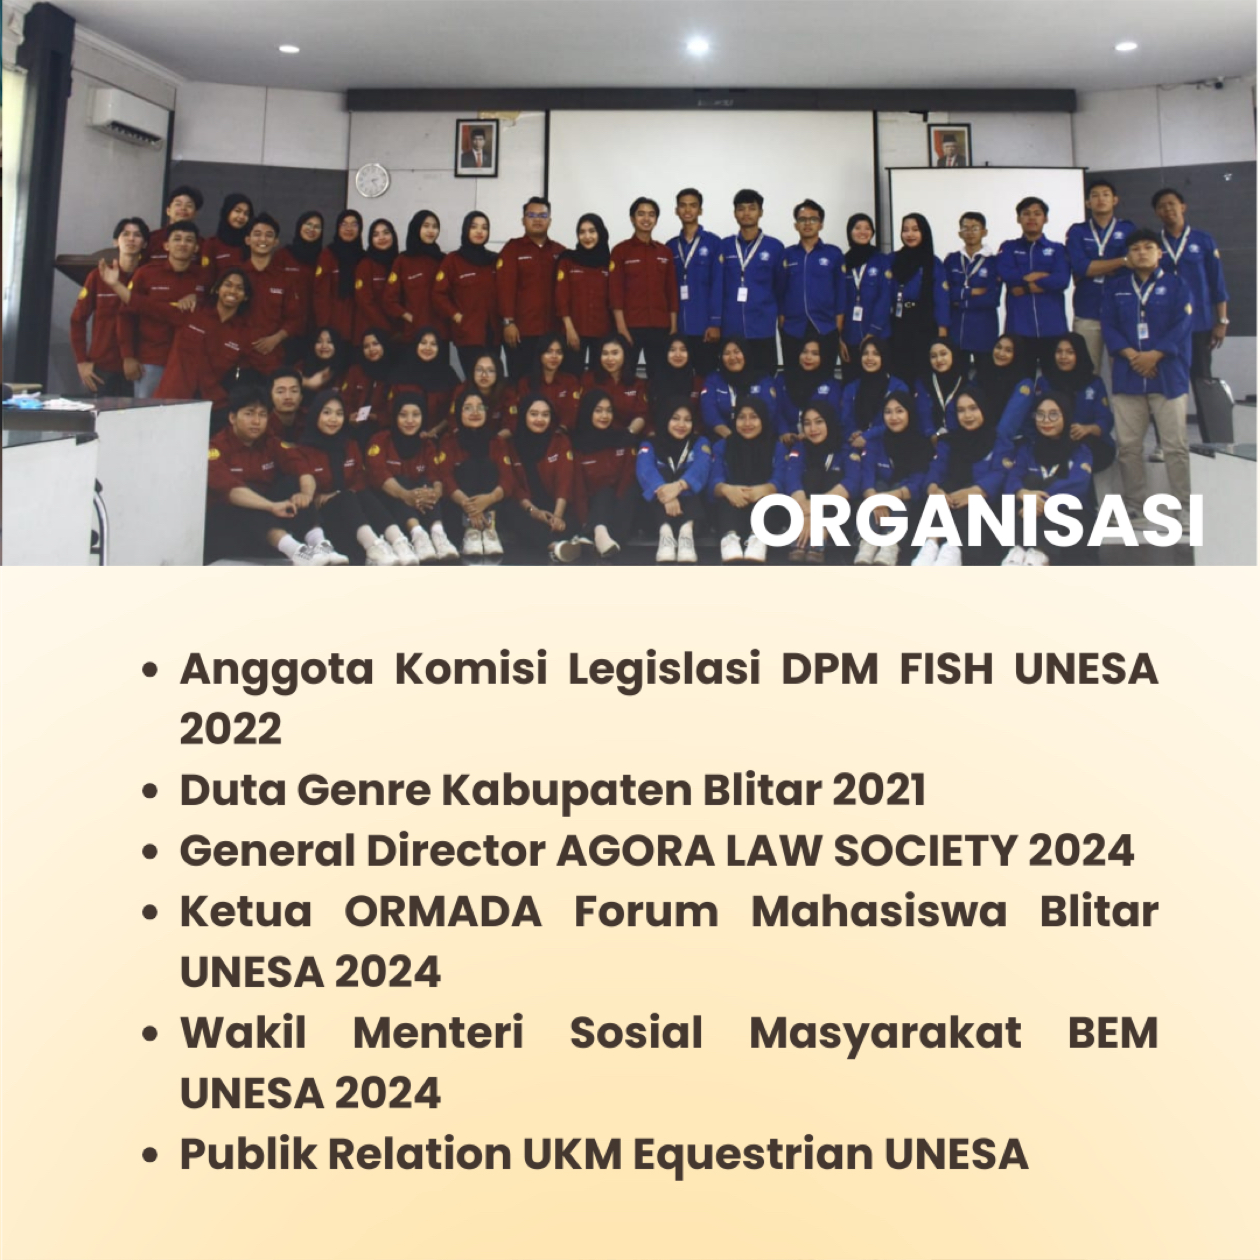 ORGANISASI
• Anggota Komisi Legislasi DPM FISH UNESA
2022
• Duta Genre Kabupaten Blitar 2021
• General Director AGORA LAW SOCIETY 2024
• Ketua ORMADA Forum Mahasiswa Blitar
UNESA 2024
• Wakil Menteri Sosial Masyarakat BEM
UNESA 2024
• Publik Relation UKM Equestrian UNESA